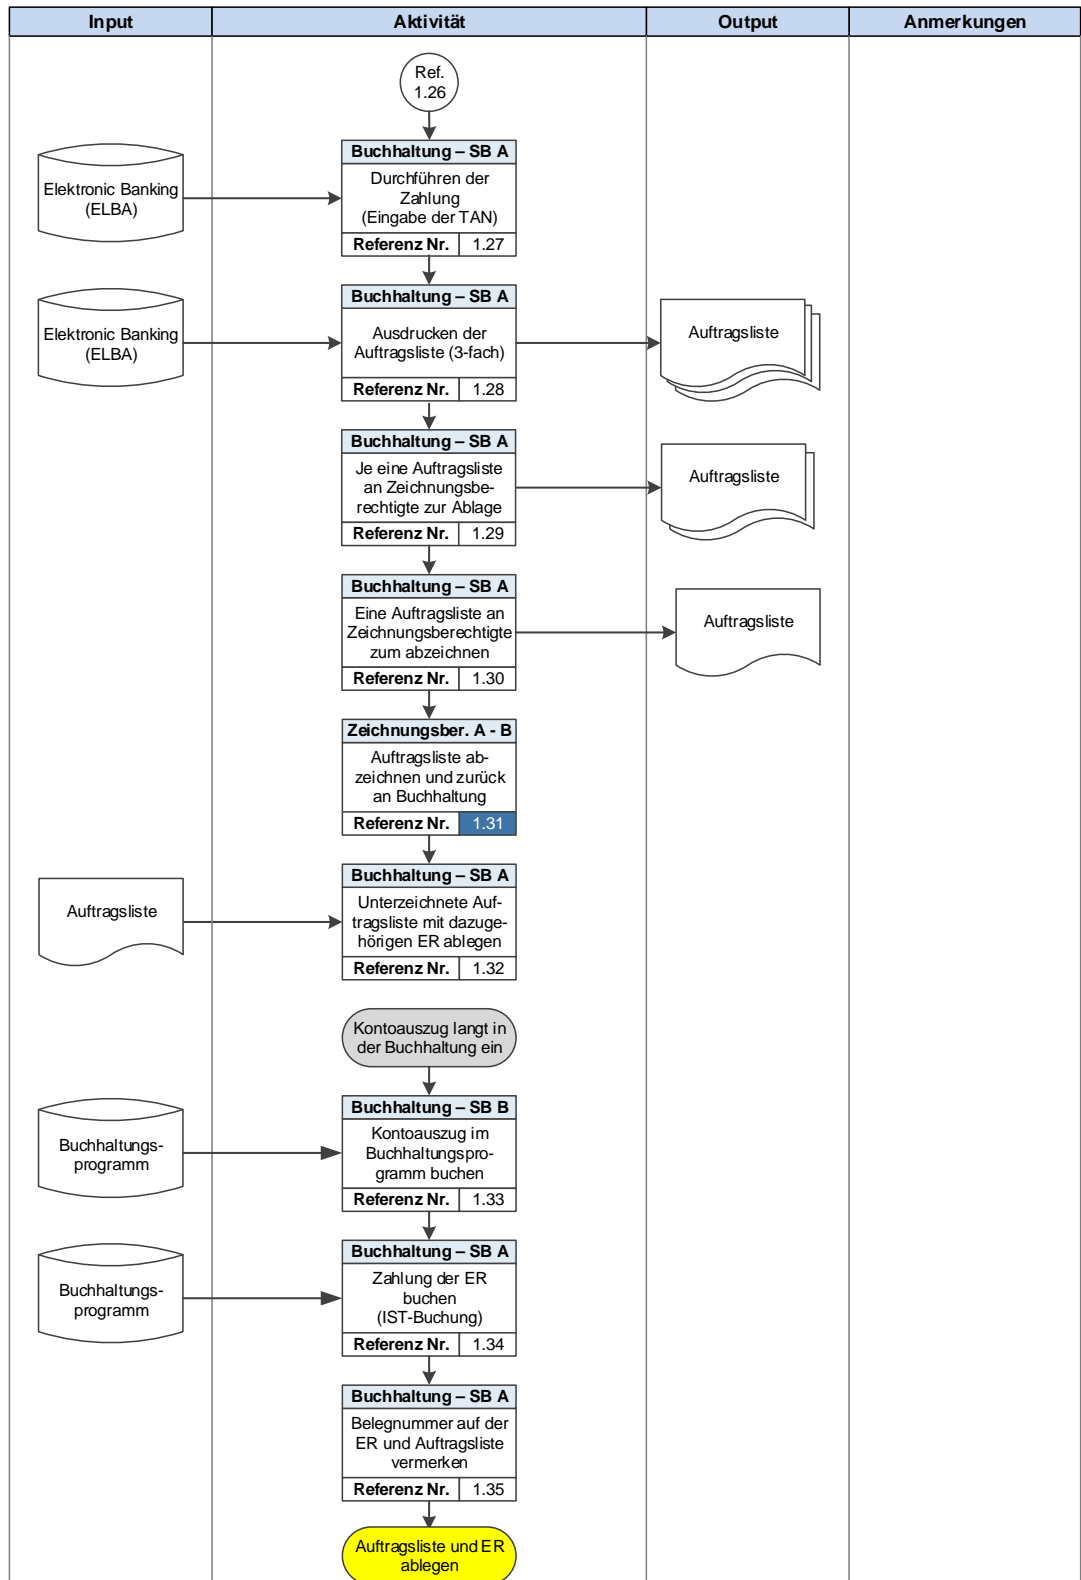 Input
Aktivität
Output
Anmerkungen
Ref.
1.26
Buchhaltung – SB A
Elektronic Banking
(ELBA)
Durchführen der
Zahlung
(Eingabe der TAN)
Referenz Nr. 1.27
Buchhaltung – SB A
Elektronic Banking
(ELBA)
Ausdrucken der
Auftragsliste (3-fach)
Auftragsliste
Referenz Nr. 1.28
Buchhaltung – SB A
Je eine Auftragsliste
an Zeichnungsbe-
rechtigte zur Ablage
Auftragsliste
Referenz Nr. 1.29
Buchhaltung – SB A
Eine Auftragsliste an
Zeichnungsberechtigte
zum abzeichnen
Auftragsliste
Referenz Nr. 1.30
Zeichnungsber. A - B
Auftragsliste ab-
zeichnen und zurück
an Buchhaltung
Referenz Nr. 1.31
Buchhaltung – SB A
Auftragsliste
Unterzeichnete Auf-
tragsliste mit dazuge-
hörigen ER ablegen
Referenz Nr. 1.32
Kontoauszug langt in
der Buchhaltung ein
Buchhaltung – SB B
Buchhaltungs-
programm
Kontoauszug im
Buchhaltungspro-
gramm buchen
Referenz Nr. 1.33
Buchhaltung – SB A
Buchhaltungs-
programm
Zahlung der ER
buchen
(IST-Buchung)
Referenz Nr. 1.34
Buchhaltung – SB A
Belegnummer auf der
ER und Auftragsliste
vermerken
Referenz Nr. 1.35
Auftragsliste und ER
ablegen